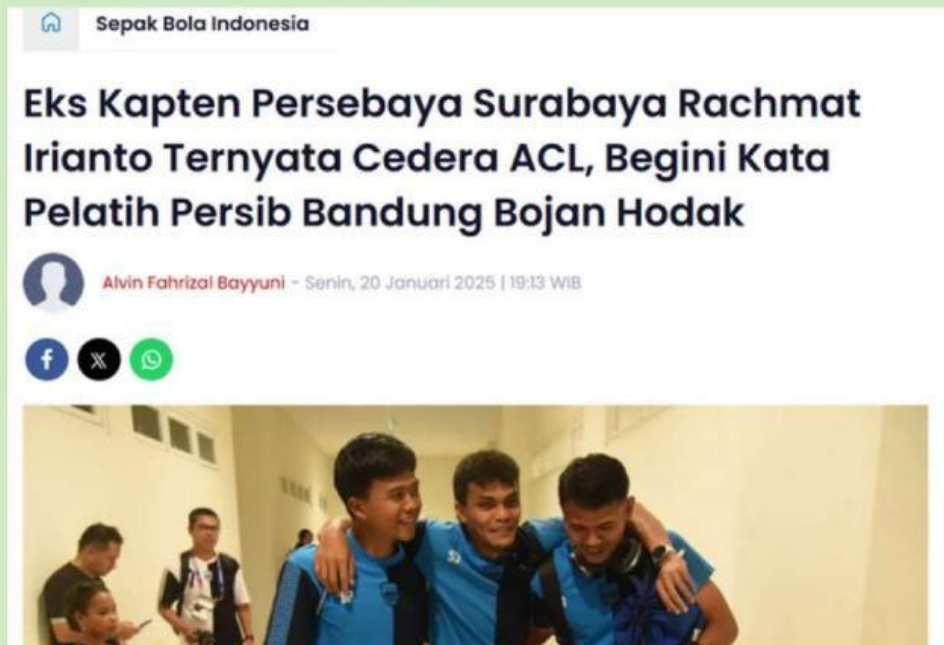 Sepak Bola Indonesia
Eks Kapten Persebaya Surabaya Rachmat
Irianto Ternyata Cedera ACL, Begini Kata
Pelatih Persib Bandung Bojan Hodak
Alvin Fahrizal Bayyuni - Senin, 20 Januari 2025 | 19:13 WIB